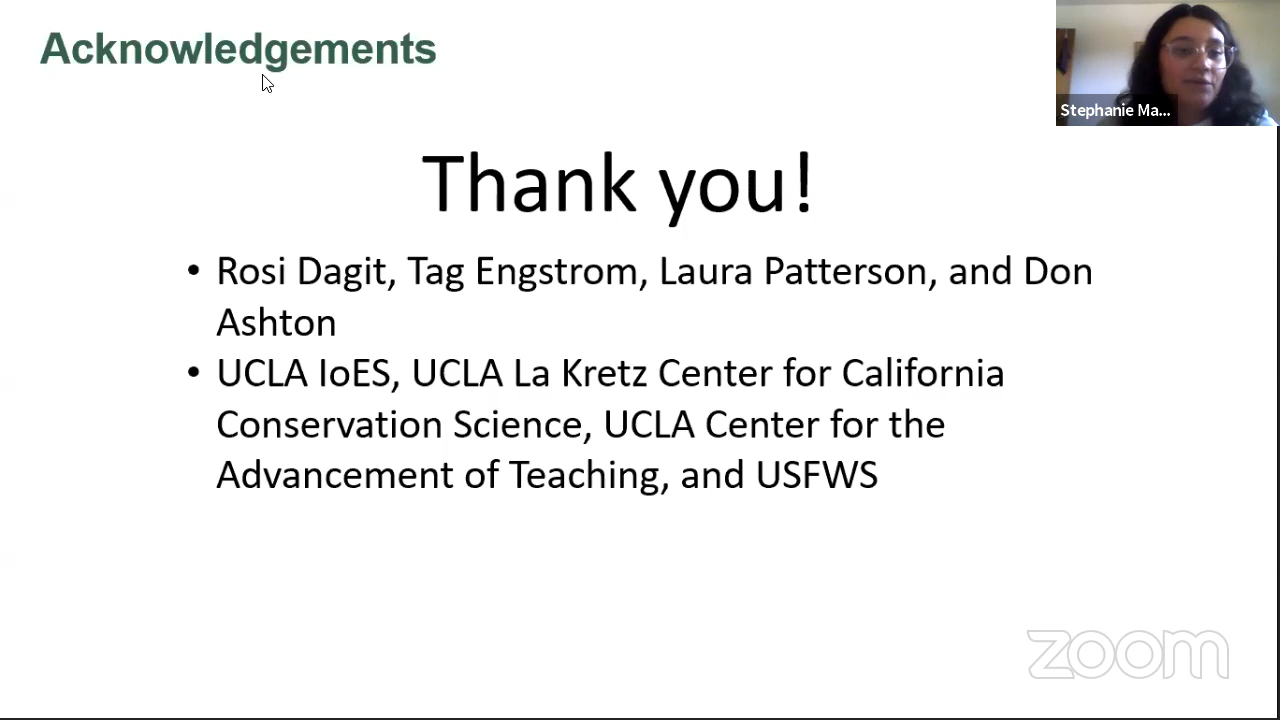 Acknowledgements
Stephanie Ma...
Thank you!
• Rosi Dagit, Tag Engstrom, Laura Patterson, and Don
Ashton
• UCLA IoES, UCLA La Kretz Center for California
Conservation Science, UCLA Center for the
Advancement of Teaching, and USFWS
zoom